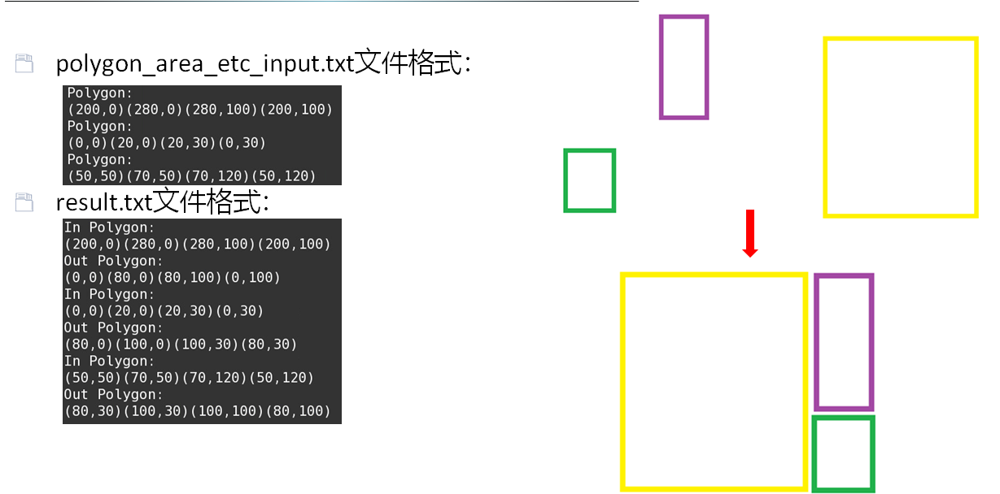 polygon_area_etc_input.txt文件格式：
Polygon:
(200,0)(280,0)(280,100)(200,100)
Polygon:
(0,0)(20,0)(20,30)(0,30)
Polygon:
(50,50)(70,50)(70,120)(50,120)
result.txt文件格式：
In Polygon:
(200,0)(280,0)(280,100)(200,100)
Out Polygon:
(0,0)(80,0)(80,100)(0,100)
In Polygon:
(0,0)(20,0)(20,30)(0,30)
Out Polygon:
(80,0)(100,0)(100,30)(80,30)
In Polygon:
(50,50)(70,50)(70,120)(50,120)
Out Polygon:
(80,30)(100,30)(100,100)(80,100)